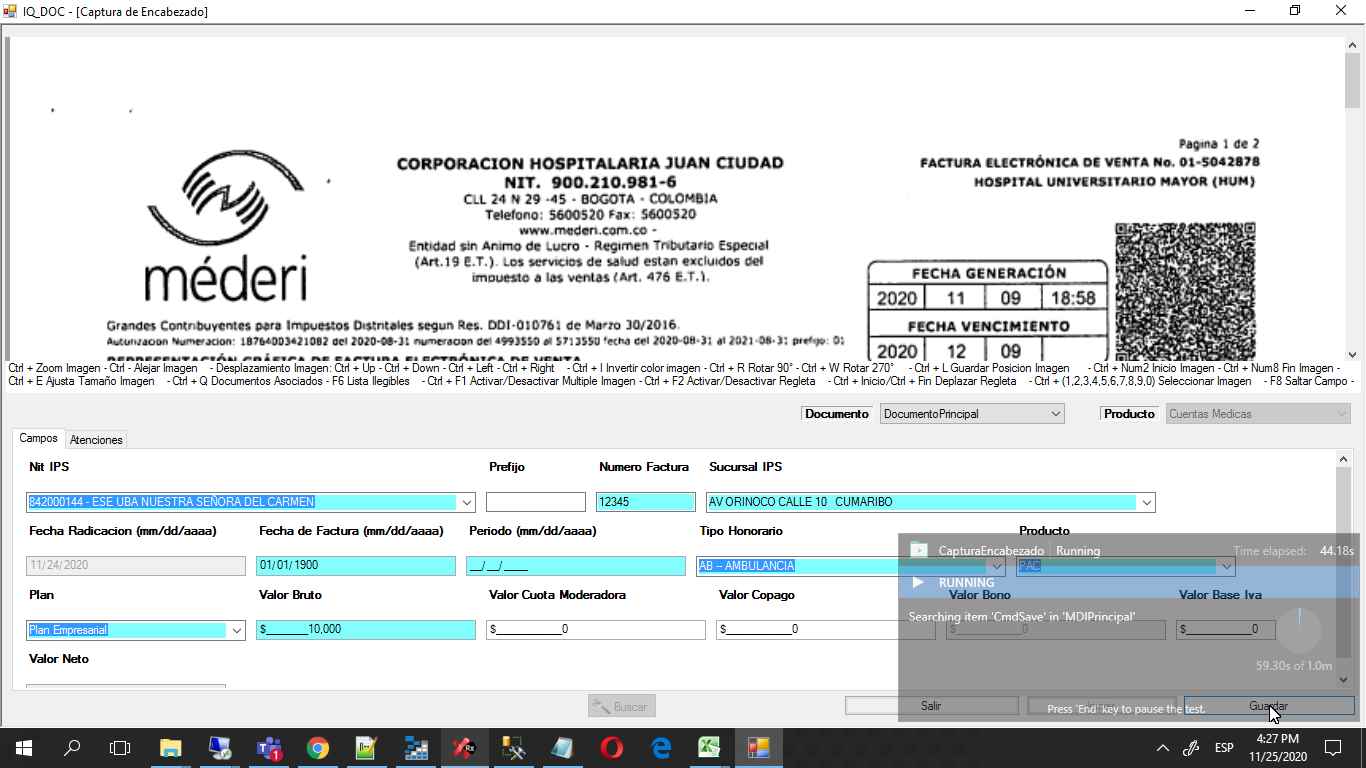 IQ_DOC - [Captura de Encabezado]
Pagina 1 de 2
CORPORACION HOSPITALARIA JUAN CIUDAD
FACTURA ELECTRÓNICA DE VENTA No. 01-5042878
NIT. 900.210.981-6
HOSPITAL UNIVERSITARIO MAYOR (HUM)
CLL 24 N 29 -45 - BOGOTA - COLOMBIA
Telefono: 5600520 Fax: 5600520
www.mederi.com.co -
Entidad sin Animo de Lucro - Regimen Tributario Especial
(Art.19 E.T.). Los servicios de salud estan excluidos del
impuesto a las ventas (Art. 476 E.T.).
méderi
FECHA GENERACIÓN
2020 11 09 18:58
FECHA VENCIMIENTO
2020 12 09
Grandes Contribuyentes para Impuestos Distritales segun Res. DDI-010761 de Marzo 30/2016.
Autorizacion Numeracion: 18764003421082 del 2020-08-31 numeracion del 4993550 al 5713550 fecha del 2020-08-31 al 2021-08-31 prefijo: 01
REPRESENTACIÓN GRÁFICA DE FACTURA ELECTRÓNICA DE VENTA
Ctrl + Zoom Imagen - Ctrl - Alejar Imagen - Desplazamiento Imagen: Ctrl + Up - Ctrl + Down - Ctrl + Left - Ctrl + Right - Ctrl + I Invertir color imagen - Ctrl + R Rotar 90° - Ctrl + W Rotar 270° - Ctrl + L Guardar Posicion Imagen - Ctrl + Num2 Inicio Imagen - Ctrl + Num8 Fin Imagen -
Ctrl + E Ajusta Tamaño Imagen - Ctrl + Q Documentos Asociados - F6 Lista Ilegibles - Ctrl + F1 Activar/Desactivar Multiple Imagen - Ctrl + F2 Activar/Desactivar Regleta - Ctrl + Inicio/Ctrl + Fin Deplazar Regleta - Ctrl + (1,2,3,4,5,6,7,8,9,0) Seleccionar Imagen - F8 Saltar Campo -
Documento DocumentoPrincipal Producto Cuentas Medicas
Campos Atenciones
Nit IPS Prefijo Numero Factura Sucursal IPS
842000144 - ESE UBA NUESTRA SEÑORA DEL CARMEN 12345 AV ORINOCO CALLE 10 CUMARIBO
Fecha Radicacion (mm/dd/aaaa) Fecha de Factura (mm/dd/aaaa) Periodo (mm/aaaa) Tipo Honorario Producto
11/24/2020 01/01/1900 __/__/____ AB -- AMBULANCIA PAC
CapturaEncabezado Running Time elapsed: 44.18s
RUNNING
Plan Valor Bruto Valor Cuota Moderadora Valor Copago Valor Bono Valor Base Iva
Searching item 'CmdSave' in 'MDIPrincipal'
Plan Empresarial $________10,000 $____________0 $____________0 $____________0 $____________0
Valor Neto
59.30s of 1.0m
Buscar Salir Guardar
Press 'End' key to pause the test.
ESP
4:27 PM
11/25/2020